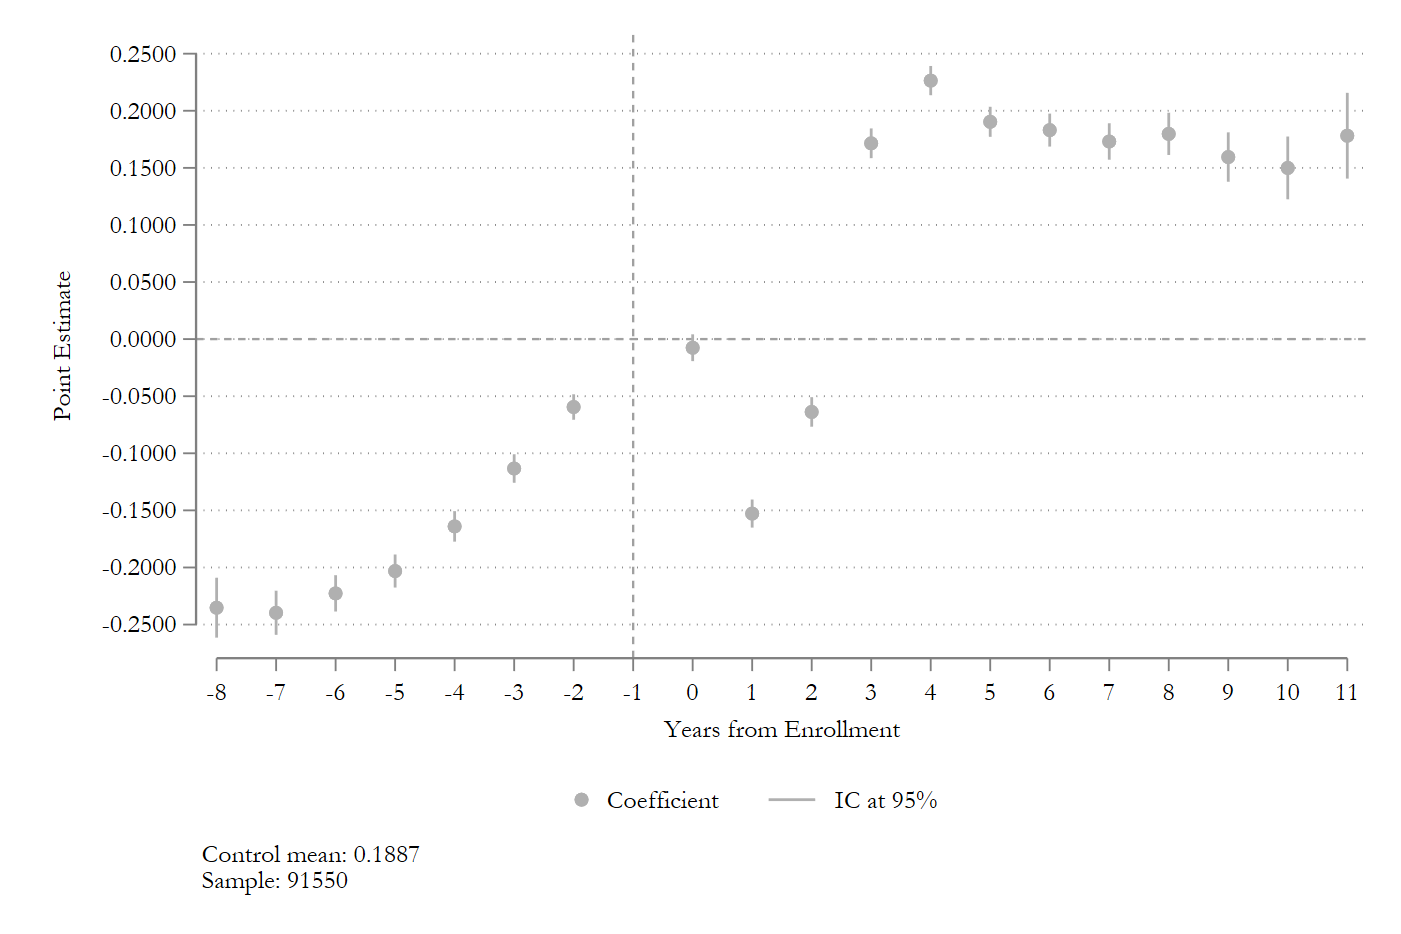 0.2500
0.2000
0.1500
0.1000
0.0500
0.0000
-0.0500
-0.1000
-0.1500
-0.2000
-0.2500
Point Estimate
-8 -7 -6 -5 -4 -3 -2 -1 0 1 2 3 4 5 6 7 8 9 10 11
Years from Enrollment
Coefficient IC at 95%
Control mean: 0.1887
Sample: 91550